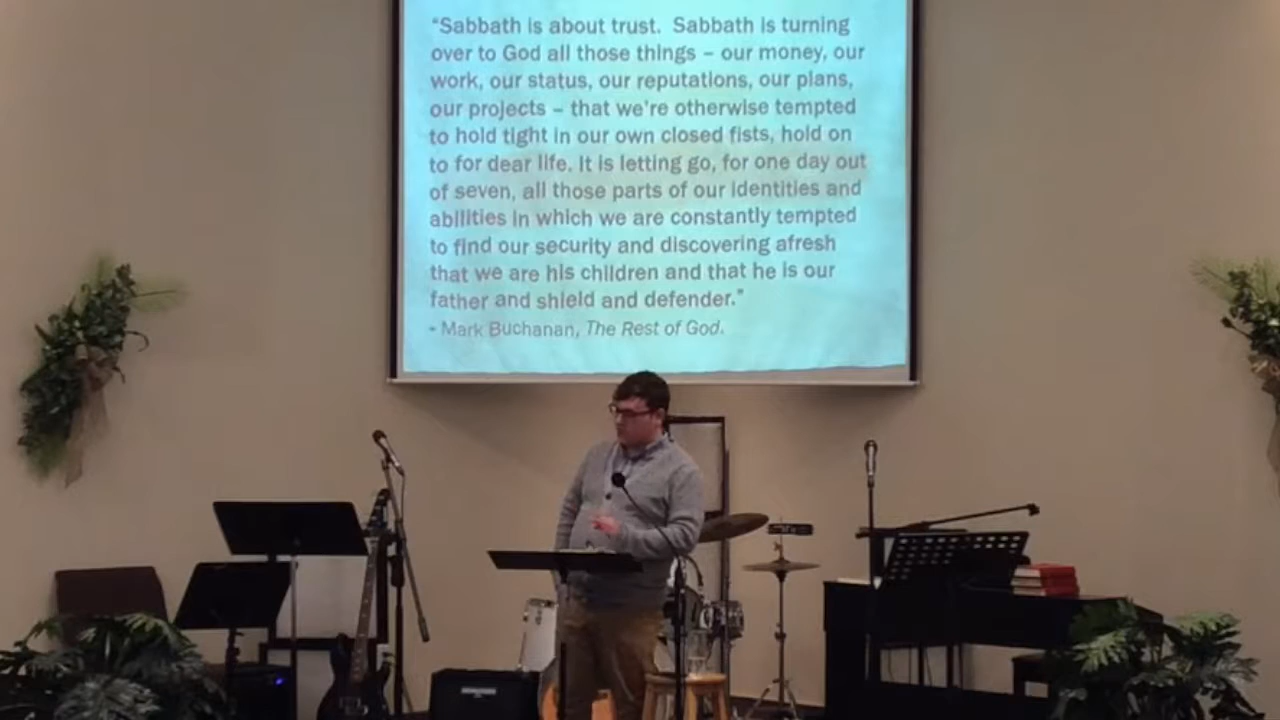 “Sabbath is about trust. Sabbath is turning
over to God all those things – our money, our
work, our status, our reputations, our plans,
our projects – that we're otherwise tempted
to hold tight in our own closed fists, hold on
to for dear life. It is letting go, for one day out
of seven, all those parts of our identities and
abilities in which we are constantly tempted
to find our security and discovering afresh
that we are his children and that he is our
father and shield and defender.”
- Mark Buchanan, The Rest of God.